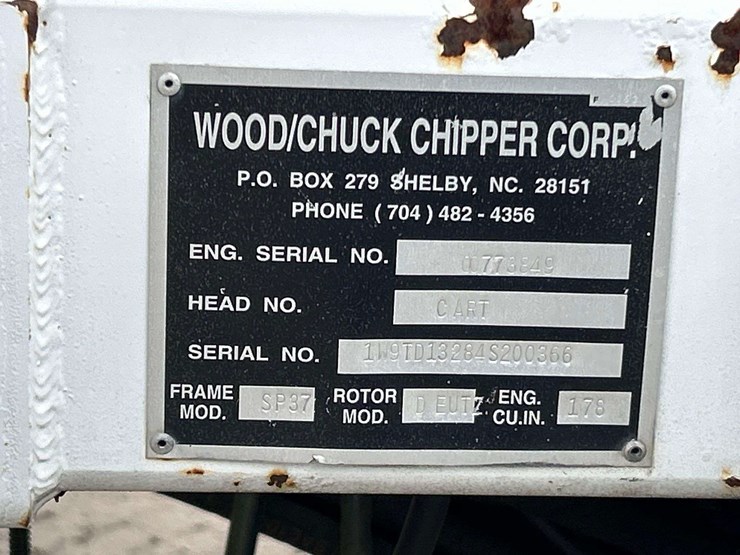 WOOD/CHUCK CHIPPER CORP.
P.O. BOX 279 SHELBY, NC. 28151
PHONE (704) 482-4356
ENG. SERIAL NO.
HEAD NO. CART
SERIAL NO. 1W9TD13284S200366
FRAME MOD. SP37 ROTOR MOD. DEUTZ ENG. CU.IN. 178